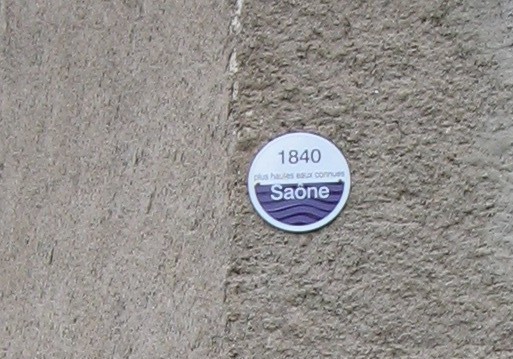 1840
plus hautes eaux connues
Saône